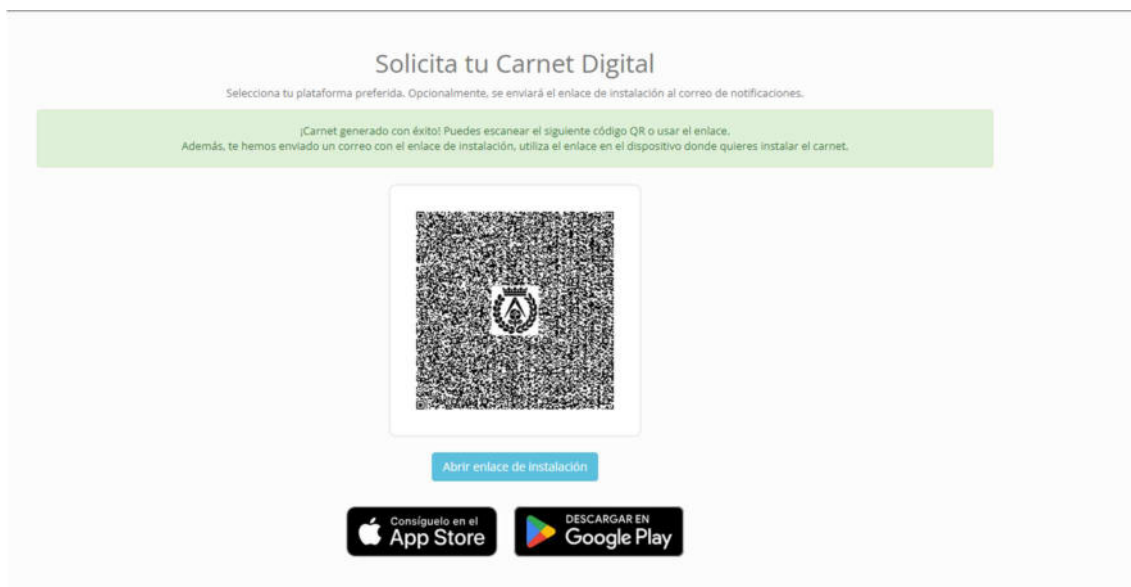 Solicita tu Carnet Digital
Selecciona tu plataforma preferida. Opcionalmente, se enviará el enlace de instalación al correo de notificaciones.
¡Carnet generado con éxito! Puedes escanear el siguiente código QR o usar el enlace.
Además, te hemos enviado un correo con el enlace de instalación, utiliza el enlace en el dispositivo donde quieres instalar el carnet.
Abrir enlace de instalación
Consíguelo en el
App Store
DESCARGAR EN
Google Play